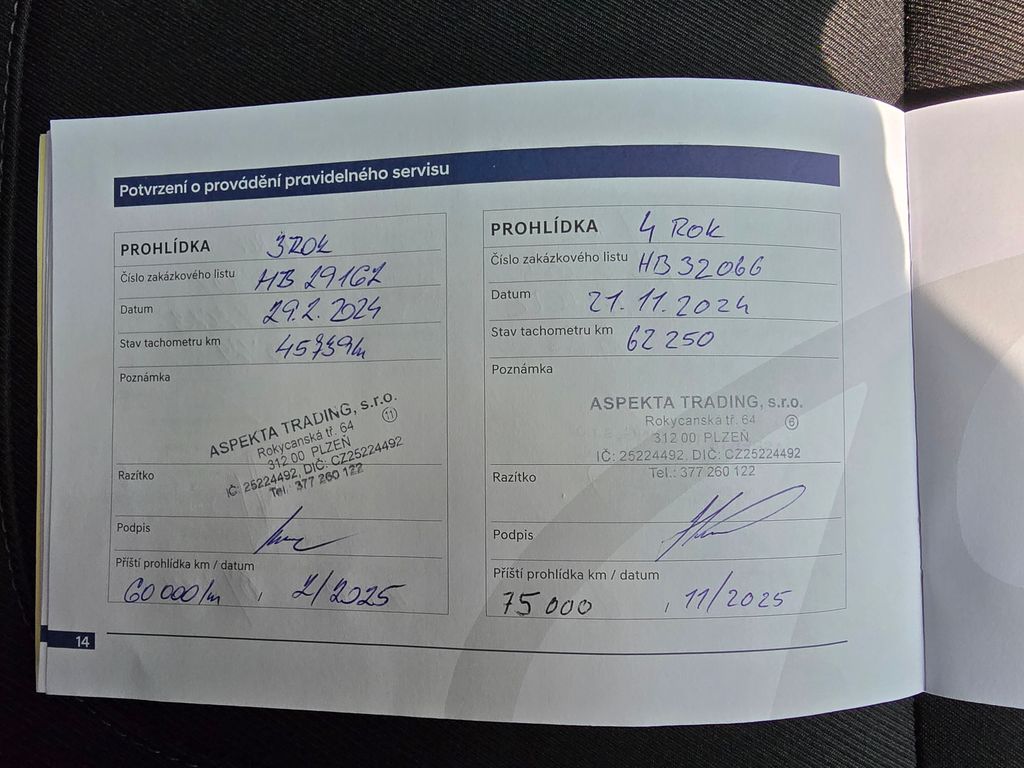 Potvrzení o provádění pravidelného servisu
PROHLÍDKA 3 ROK
Číslo zakázkového listu HB 29162
Datum 29.2.2024
Stav tachometru km 45739 km
Poznámka
ASPEKTA TRADING, s.r.o.
Rokycanská tř. 64 11
312 00 PLZEŇ
IČ: 25224492, DIČ: CZ25224492
Tel.: 377 260 122
Razítko
Podpis
Příští prohlídka km / datum
60 000 km , 2/2025
PROHLÍDKA 4 ROK
Číslo zakázkového listu HB 32066
Datum 21.11.2024
Stav tachometru km 62 250
Poznámka
ASPEKTA TRADING, s.r.o.
Rokycanská tř. 64 6
312 00 PLZEŇ
IČ: 25224492, DIČ: CZ25224492
Tel.: 377 260 122
Razítko
Podpis
Příští prohlídka km / datum
75 000 , 11/2025
14